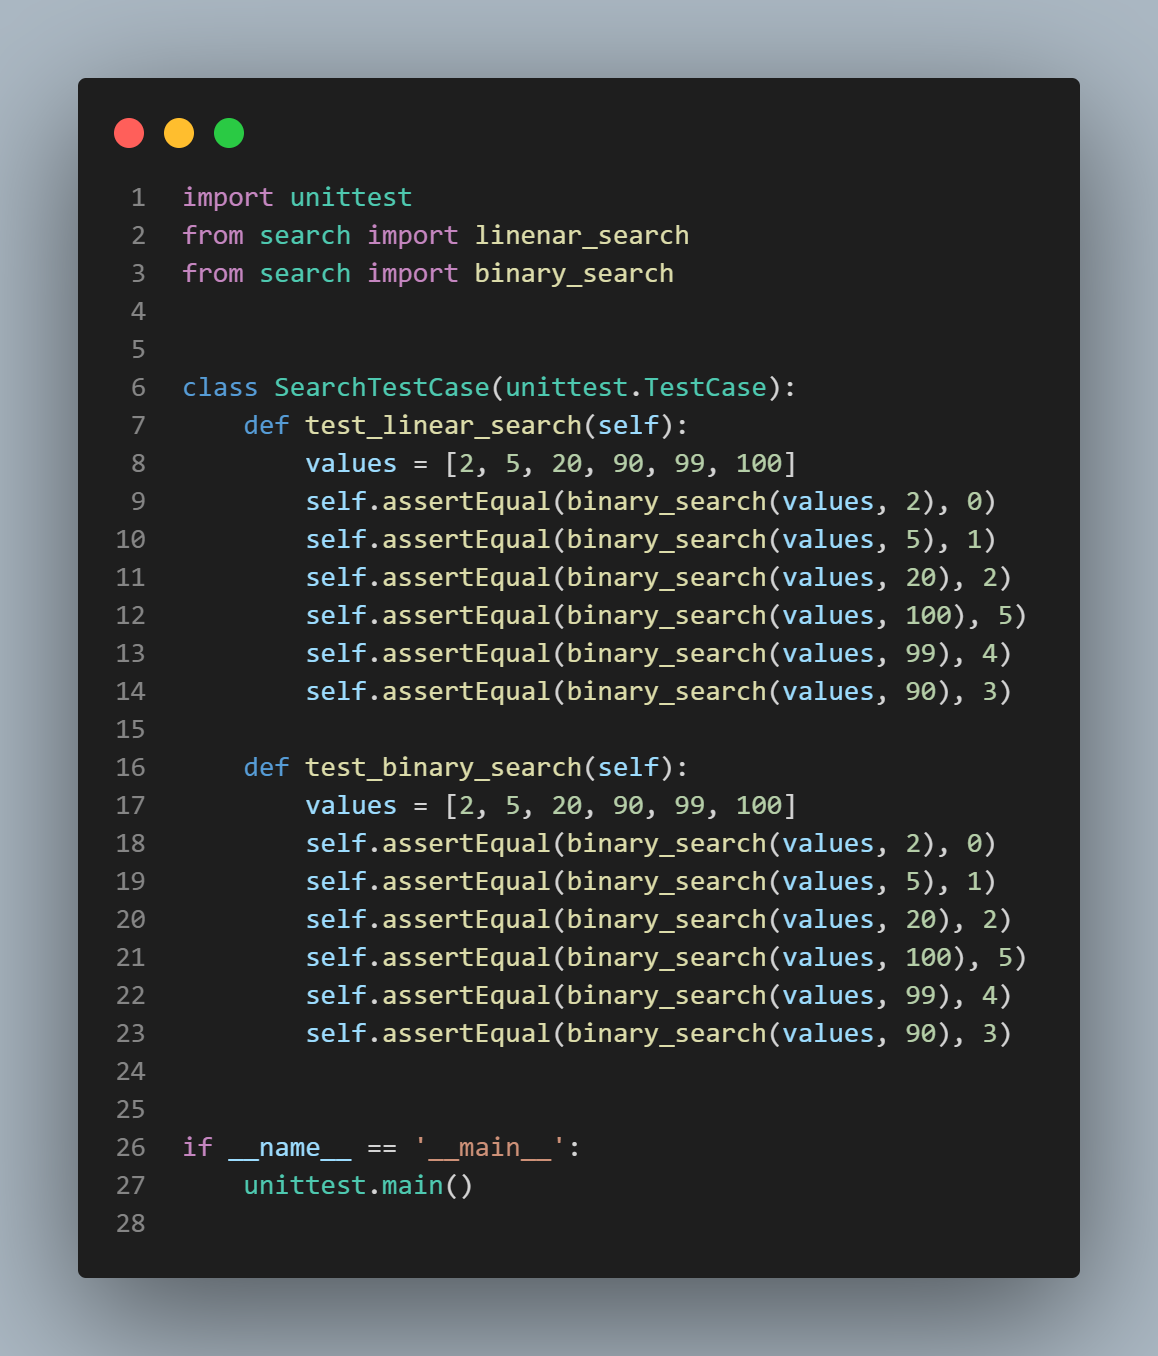 1 import unittest
2 from search import linenar_search
3 from search import binary_search
4
5
6 class SearchTestCase(unittest.TestCase):
7     def test_linear_search(self):
8         values = [2, 5, 20, 90, 99, 100]
9         self.assertEqual(binary_search(values, 2), 0)
10         self.assertEqual(binary_search(values, 5), 1)
11         self.assertEqual(binary_search(values, 20), 2)
12         self.assertEqual(binary_search(values, 100), 5)
13         self.assertEqual(binary_search(values, 99), 4)
14         self.assertEqual(binary_search(values, 90), 3)
15
16     def test_binary_search(self):
17         values = [2, 5, 20, 90, 99, 100]
18         self.assertEqual(binary_search(values, 2), 0)
19         self.assertEqual(binary_search(values, 5), 1)
20         self.assertEqual(binary_search(values, 20), 2)
21         self.assertEqual(binary_search(values, 100), 5)
22         self.assertEqual(binary_search(values, 99), 4)
23         self.assertEqual(binary_search(values, 90), 3)
24
25
26 if __name__ == '__main__':
27     unittest.main()
28